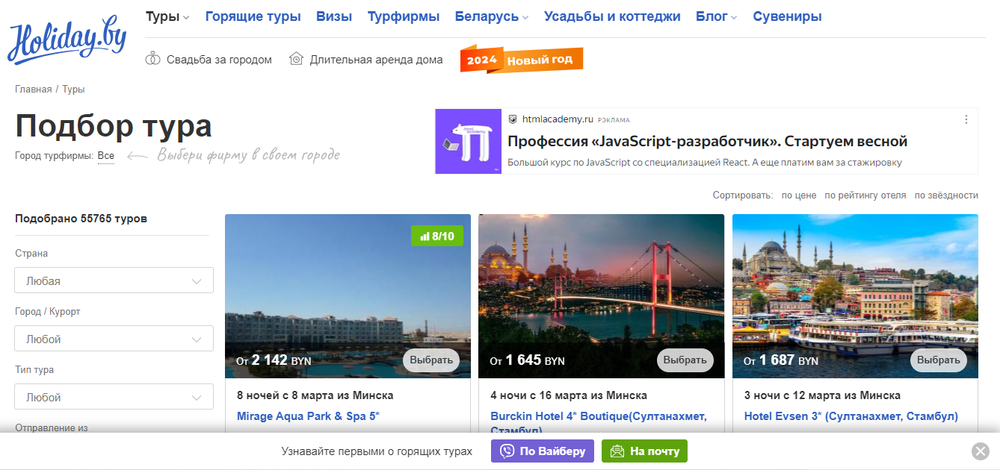 Holiday.by
Туры
Горящие туры
Визы
Турфирмы
Беларусь
Усадьбы и коттеджи
Блог
Сувениры
Свадьба за городом
Длительная аренда дома
2024 Новый год
Главная / Туры
Подбор тура
Город турфирмы: Все
Выбери фирму в своем городе
html academy
htmlacademy.ru РЕКЛАМА
Профессия «JavaScript-разработчик». Стартуем весной
Большой курс по JavaScript со специализацией React. А еще платим вам за стажировку
Сортировать: по цене по рейтингу отеля по звёздности
Подобрано 55765 туров
Страна
Любая
Город / Курорт
Любой
Тип тура
Любой
Отправление из
8/10
От 2 142 BYN
Выбрать
8 ночей с 8 марта из Минска
Mirage Aqua Park & Spa 5*
От 1 645 BYN
Выбрать
4 ночи с 16 марта из Минска
Burckin Hotel 4* Boutique(Султанахмет,
Стамбул)
От 1 687 BYN
Выбрать
3 ночи с 12 марта из Минска
Hotel Evsen 3* (Султанахмет, Стамбул)
Узнавайте первыми о горящих турах
По Вайберу
На почту